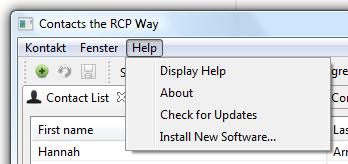 Contacts the RCP Way
Kontakt Fenster Help
Display Help
About
Check for Updates
Install New Software...
Contact List
First name
Hannah